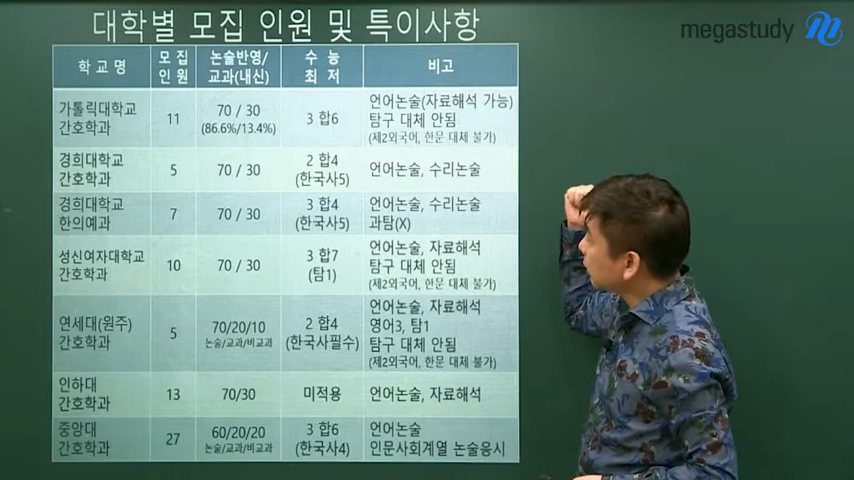 대학별 모집 인원 및 특이사항
megastudy
학교명
모집
인원
논술반영/
교과(내신)
수능
최저
비고
가톨릭대학교
간호학과
11
70 / 30
(86.6%/13.4%)
3 합6
언어논술(자료해석 가능)
탐구 대체 안됨
(제2외국어, 한문 대체 불가)
경희대학교
간호학과
5
70 / 30
2 합4
(한국사5)
언어논술, 수리논술
경희대학교
한의예과
7
70 / 30
3 합4
(한국사5)
언어논술, 수리논술
과탐(X)
성신여자대학교
간호학과
10
70 / 30
3 합7
(탐1)
언어논술, 자료해석
탐구 대체 안됨
(제2외국어, 한문 대체 불가)
연세대(원주)
간호학과
5
70/20/10
논술/교과/비교과
2 합4
(한국사필수)
언어논술, 자료해석
영어3, 탐1
탐구 대체 안됨
(제2외국어, 한문 대체 불가)
인하대
간호학과
13
70/30
미적용
언어논술, 자료해석
중앙대
간호학과
27
60/20/20
논술/교과/비교과
3 합6
(한국사4)
언어논술
인문사회계열 논술응시